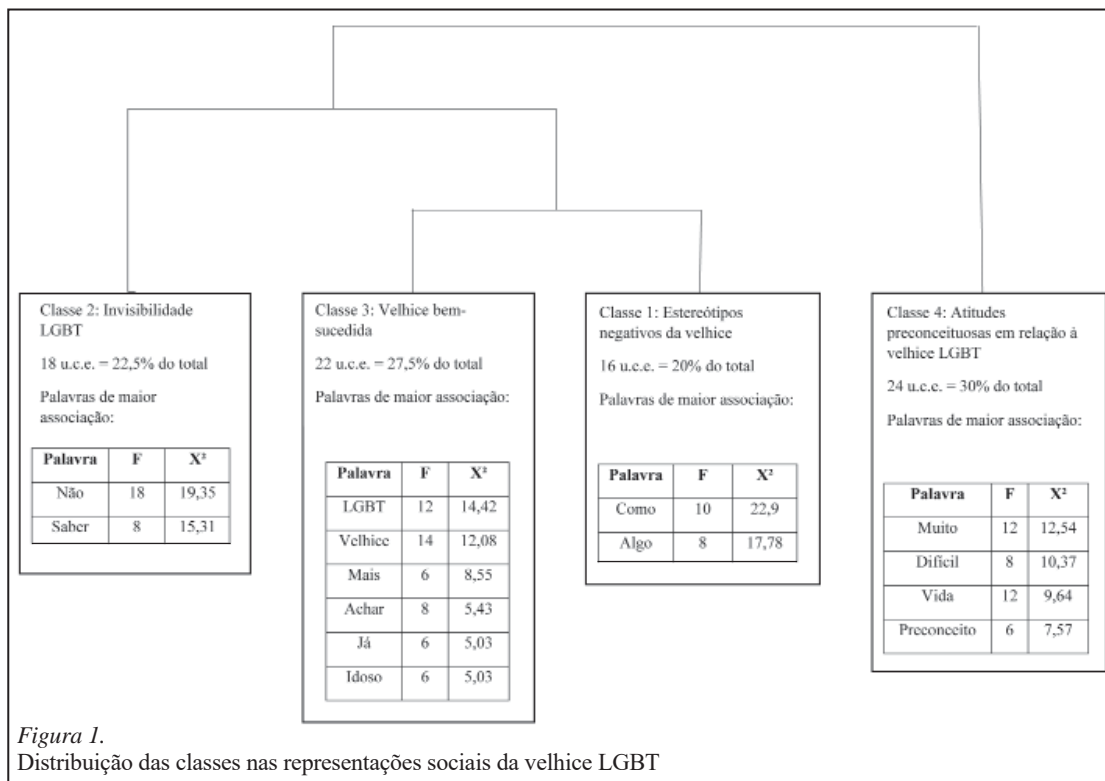 Classe 2: Invisibilidade
LGBT
18 u.c.e. = 22,5% do total
Palavras de maior
associação:
Palavra F X²
Não 18 19,35
Saber 8 15,31
Classe 3: Velhice bem-
sucedida
22 u.c.e. = 27,5% do total
Palavras de maior associação:
Palavra F X²
LGBT 12 14,42
Velhice 14 12,08
Mais 6 8,55
Achar 8 5,43
Já 6 5,03
Idoso 6 5,03
Classe 1: Estereótipos
negativos da velhice
16 u.c.e. = 20% do total
Palavras de maior associação:
Palavra F X²
Como 10 22,9
Algo 8 17,78
Classe 4: Atitudes
preconceituosas em relação à
velhice LGBT
24 u.c.e. = 30% do total
Palavras de maior associação:
Palavra F X²
Muito 12 12,54
Difícil 8 10,37
Vida 12 9,64
Preconceito 6 7,57
Figura 1.
Distribuição das classes nas representações sociais da velhice LGBT